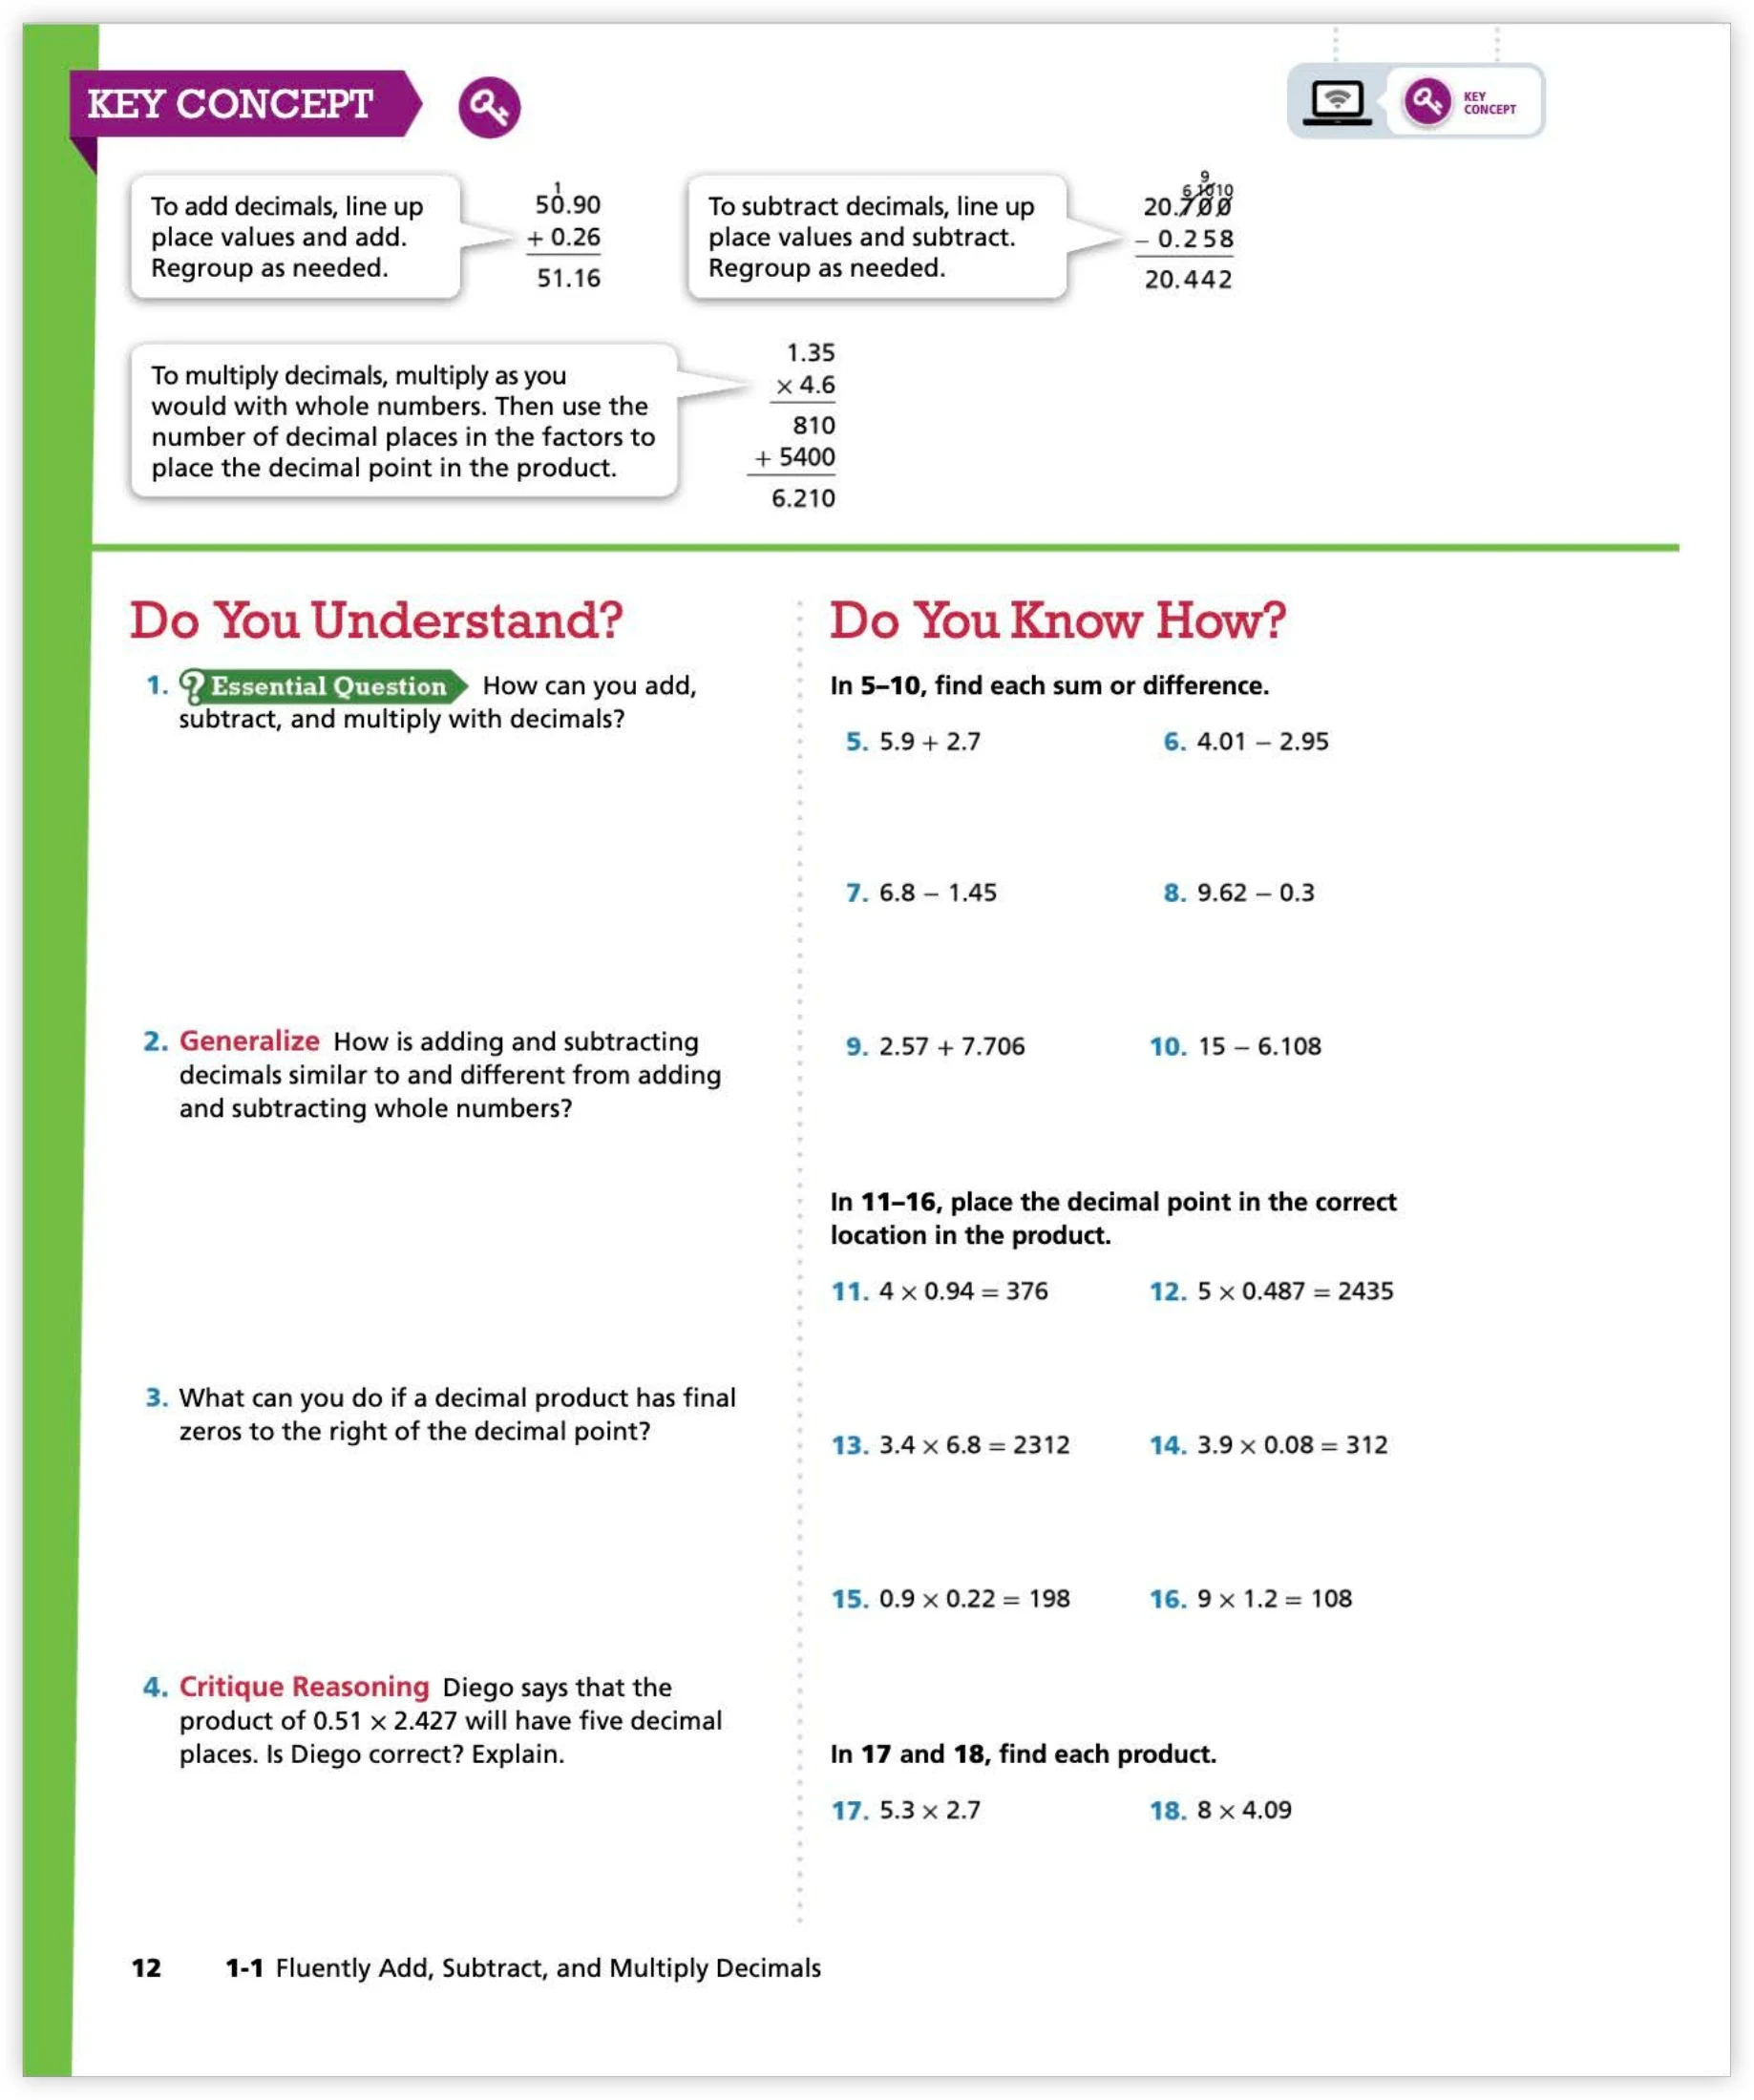 KEY CONCEPT
KEY
CONCEPT
To add decimals, line up
place values and add.
Regroup as needed.
1
50.90
+ 0.26
51.16
To subtract decimals, line up
place values and subtract.
Regroup as needed.
9
6 10 10
20.700
− 0.258
20.442
To multiply decimals, multiply as you
would with whole numbers. Then use the
number of decimal places in the factors to
place the decimal point in the product.
1.35
× 4.6
810
+ 5400
6.210
Do You Understand?
1. ? Essential Question How can you add,
subtract, and multiply with decimals?
2. Generalize How is adding and subtracting
decimals similar to and different from adding
and subtracting whole numbers?
3. What can you do if a decimal product has final
zeros to the right of the decimal point?
4. Critique Reasoning Diego says that the
product of 0.51 × 2.427 will have five decimal
places. Is Diego correct? Explain.
Do You Know How?
In 5–10, find each sum or difference.
5. 5.9 + 2.7
6. 4.01 − 2.95
7. 6.8 − 1.45
8. 9.62 − 0.3
9. 2.57 + 7.706
10. 15 − 6.108
In 11–16, place the decimal point in the correct
location in the product.
11. 4 × 0.94 = 376
12. 5 × 0.487 = 2435
13. 3.4 × 6.8 = 2312
14. 3.9 × 0.08 = 312
15. 0.9 × 0.22 = 198
16. 9 × 1.2 = 108
In 17 and 18, find each product.
17. 5.3 × 2.7
18. 8 × 4.09
12 1-1 Fluently Add, Subtract, and Multiply Decimals